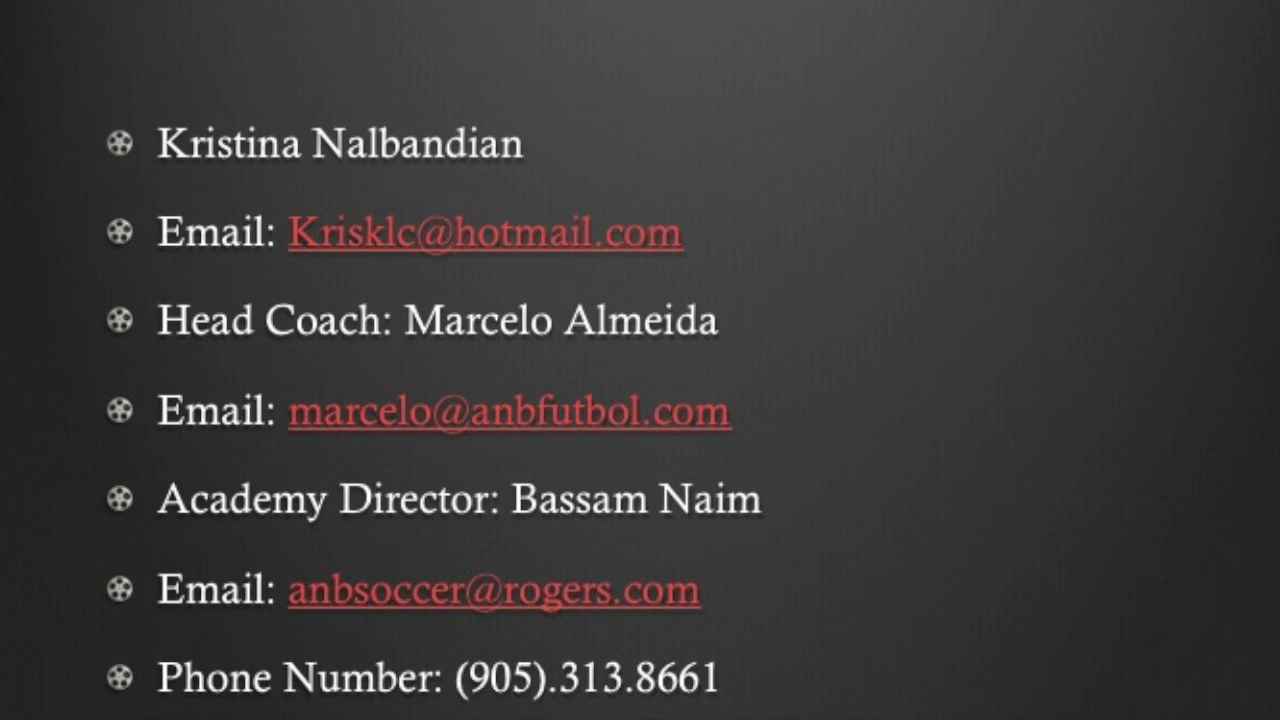 Kristina Nalbandian
Email: Krisklc@hotmail.com
Head Coach: Marcelo Almeida
Email: marcelo@anbfutbol.com
Academy Director: Bassam Naim
Email: anbsoccer@rogers.com
Phone Number: (905).313.8661